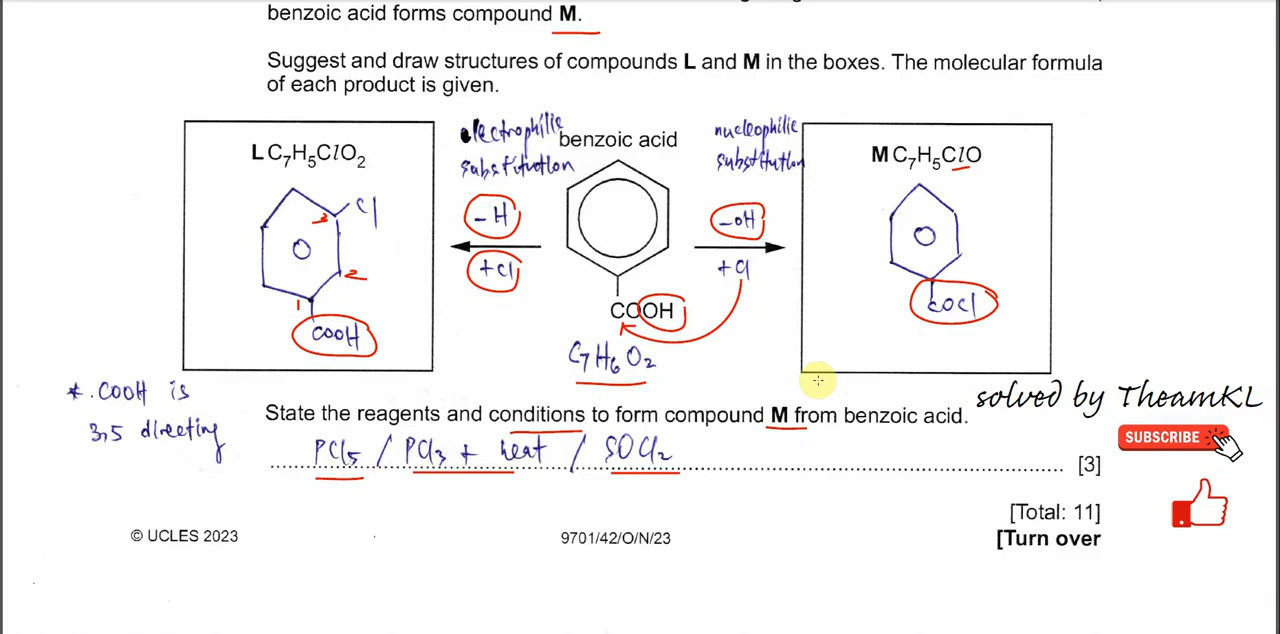 benzoic acid forms compound M.
Suggest and draw structures of compounds L and M in the boxes. The molecular formula
of each product is given.
electrophilic
substitution
benzoic acid
nucleophilic
substitution
L C7H5ClO2
M C7H5ClO
Cl
3
2
1
COOH
-H
+Cl
COOH
C7H6O2
-OH
+Cl
COCl
* . COOH is
3,5 directing
solved by TheamKL
SUBSCRIBE
State the reagents and conditions to form compound M from benzoic acid.
PCl5 / PCl3 + heat / SOCl2
[3]
[Total: 11]
© UCLES 2023
9701/42/O/N/23
[Turn over